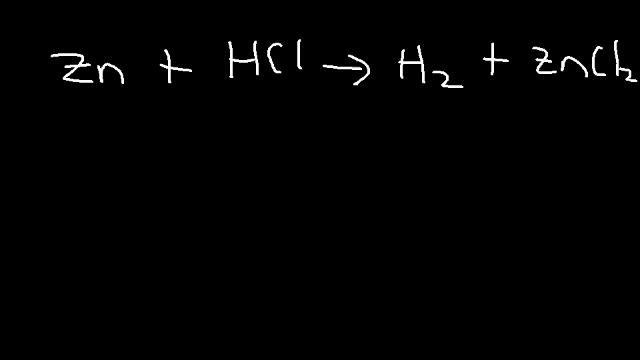 Zn + HCl → H₂ + ZnCl₂